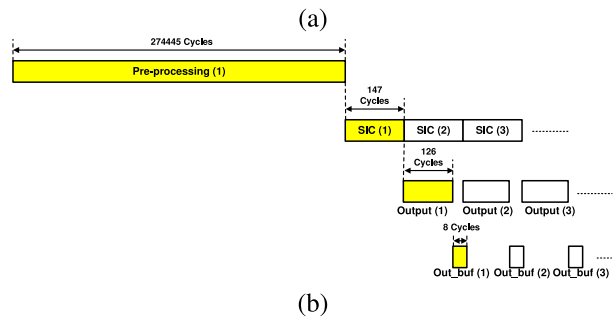 (a)
274445 Cycles
Pre-processing (1)
147
Cycles
SIC (1) SIC (2) SIC (3)
126
Cycles
Output (1) Output (2) Output (3)
8 Cycles
Out_buf (1) Out_buf (2) Out_buf (3)
(b)